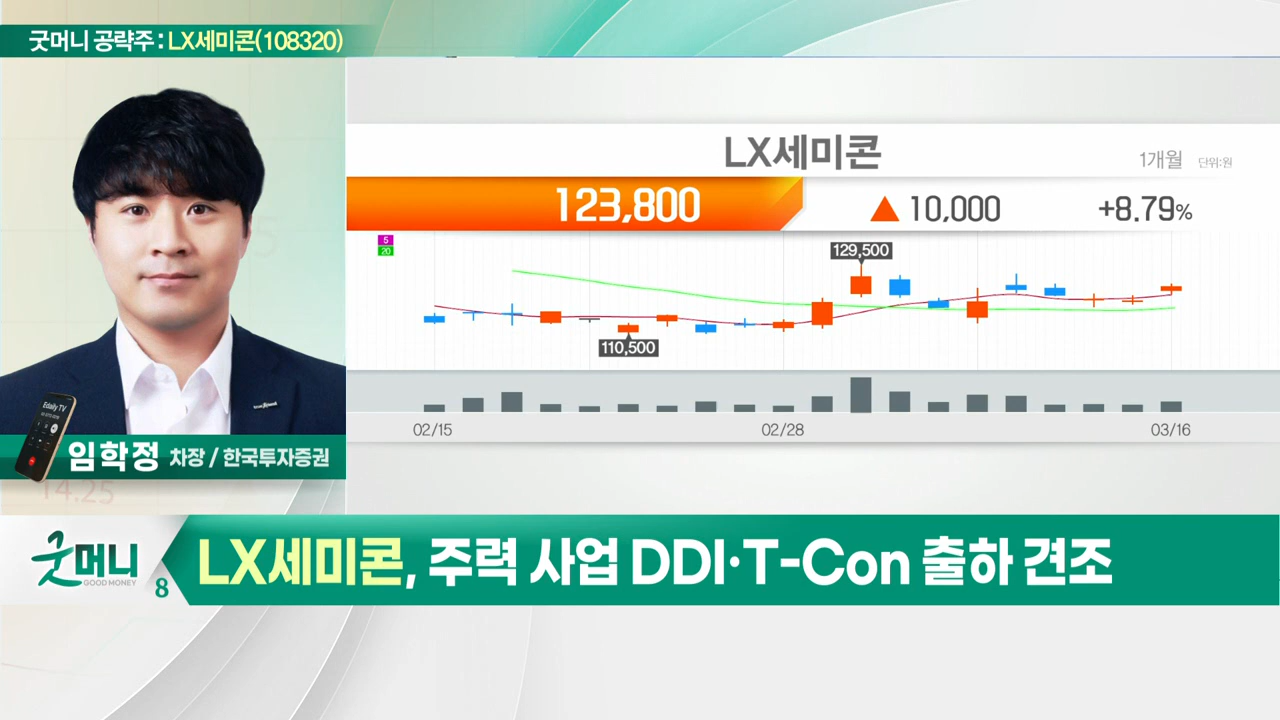 굿머니 공략주 : LX세미콘(108320)
LX세미콘
1개월 단위:원
123,800 ▲ 10,000 +8.79%
5
20
129,500
110,500
02/15 02/28 03/16
Edaily TV
임학정 차장 / 한국투자증권
14.25
굿머니
GOOD MONEY
8
LX세미콘, 주력 사업 DDI·T-Con 출하 견조